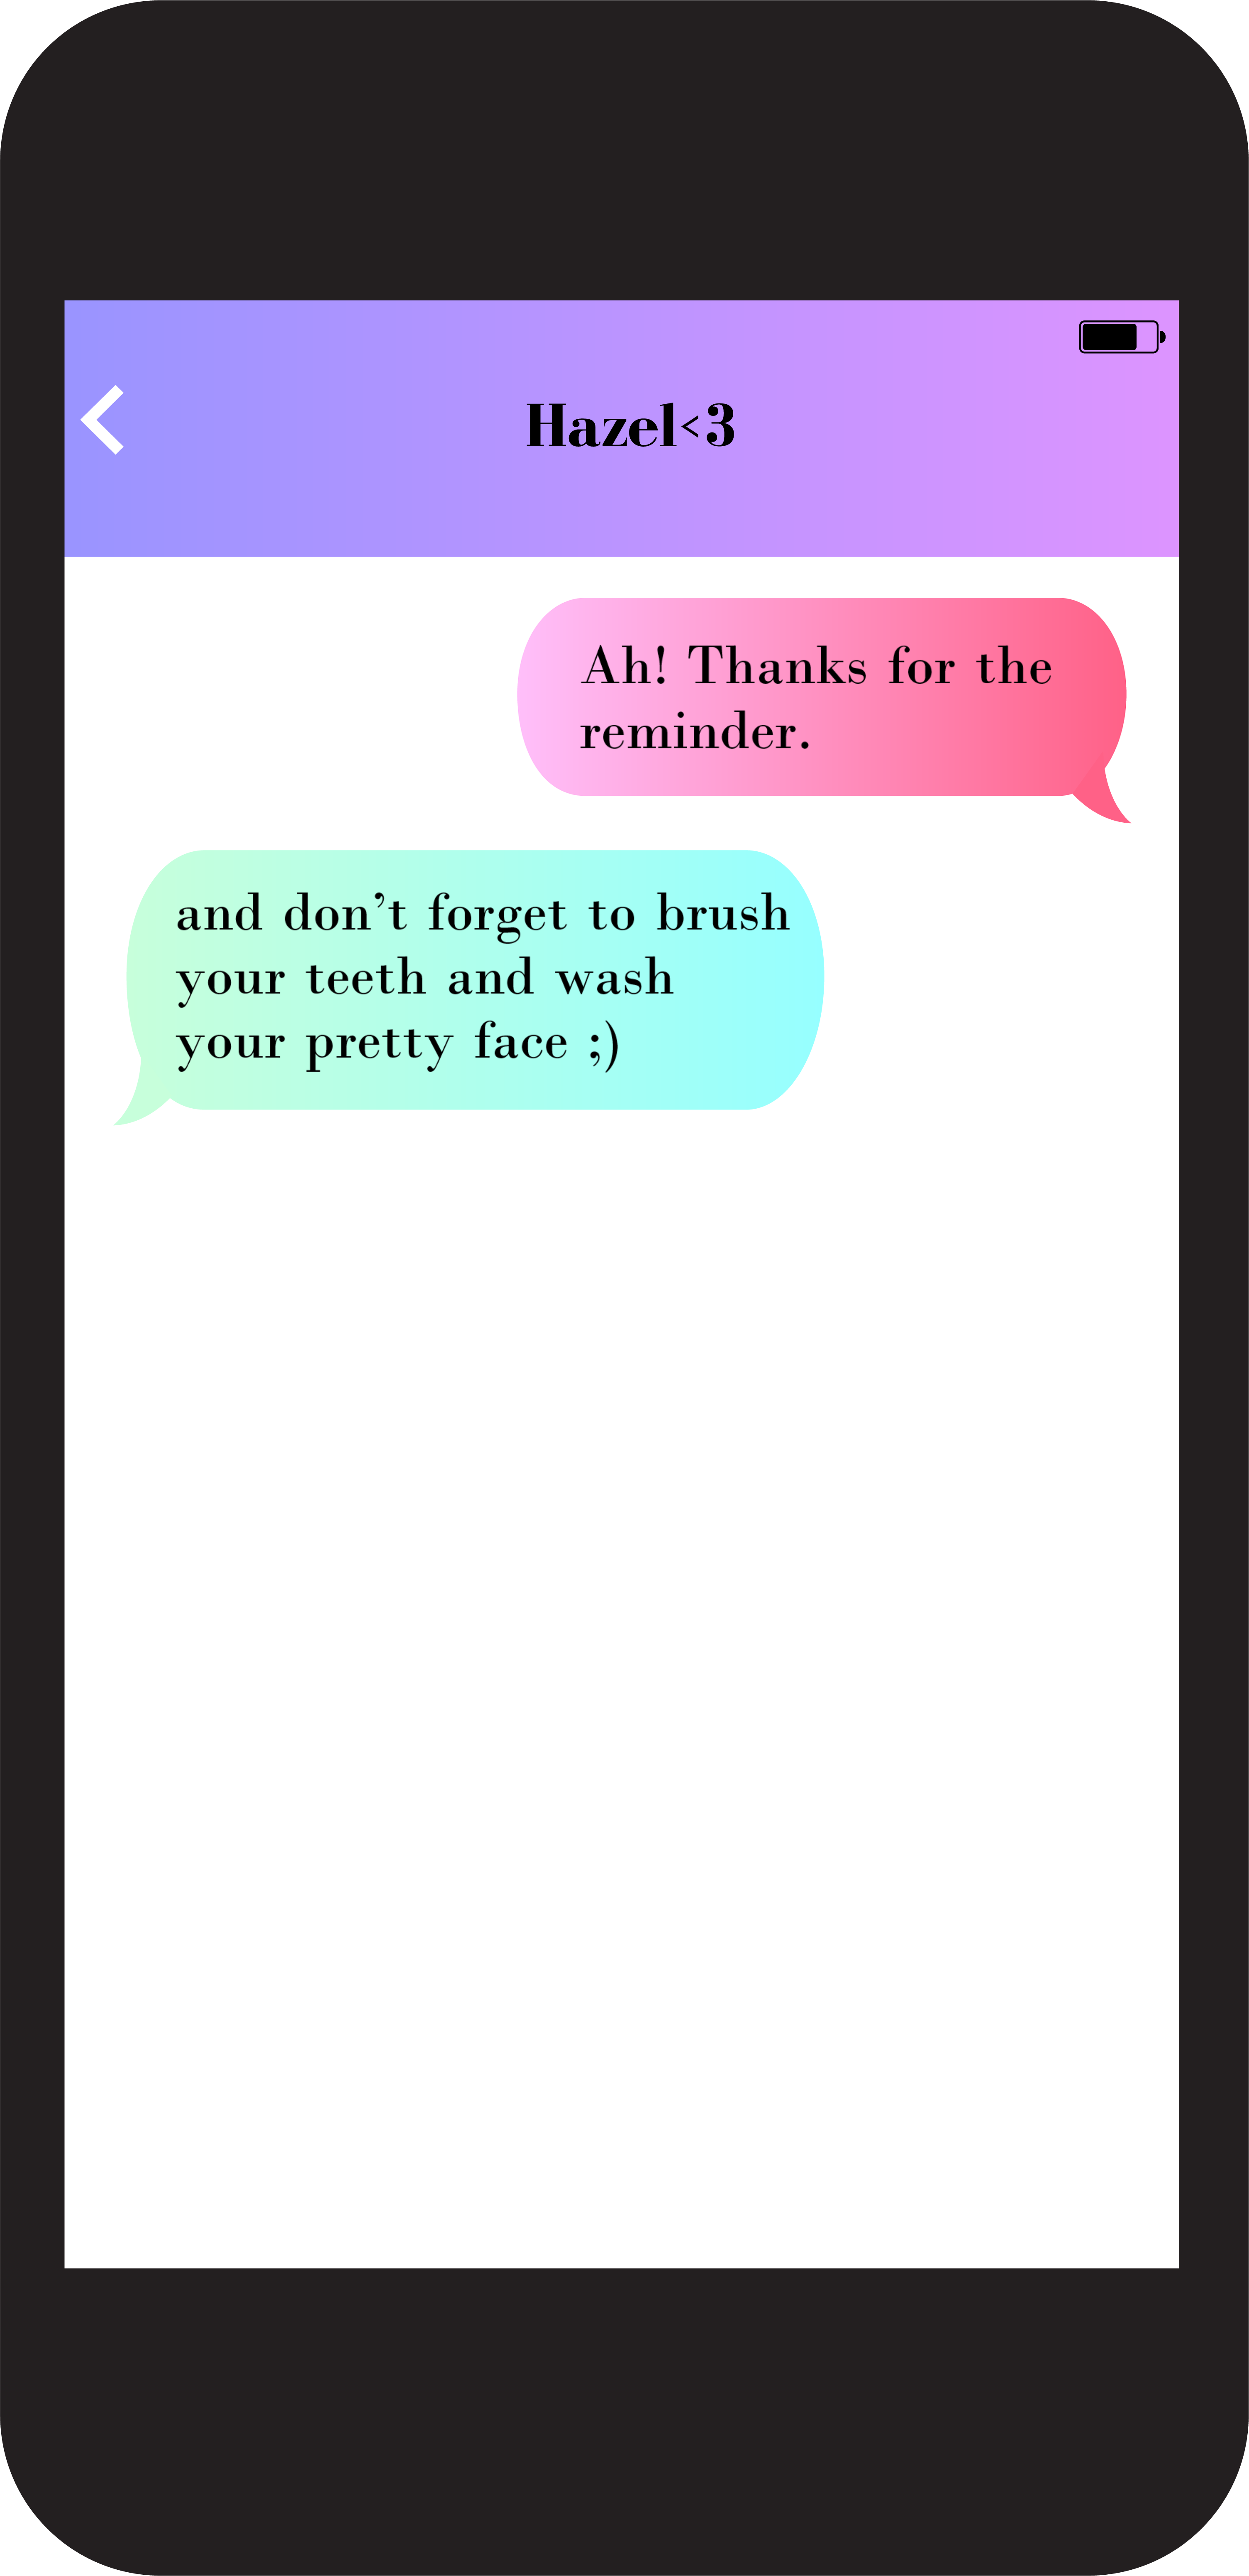 Hazel<3
Ah! Thanks for the
reminder.
and don’t forget to brush
your teeth and wash
your pretty face ;)